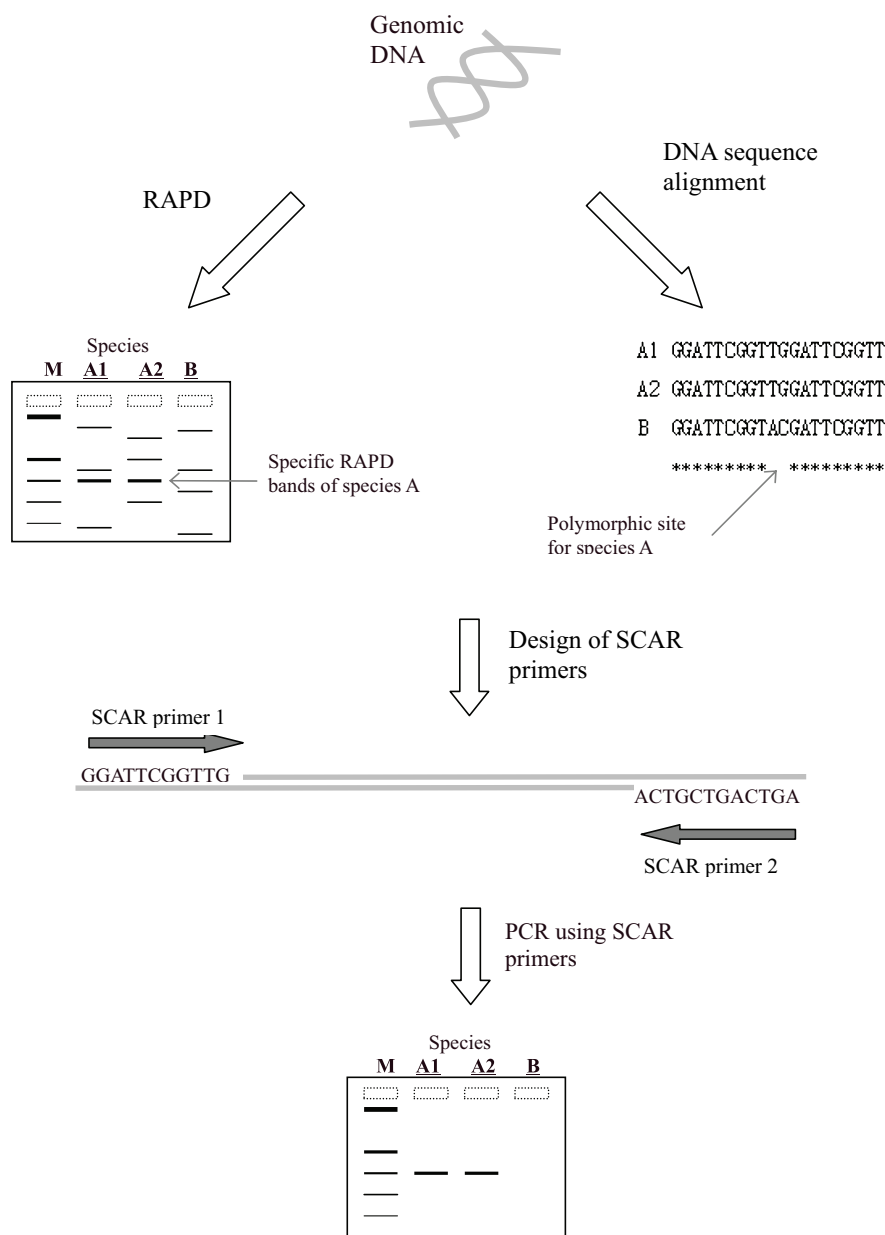 Genomic
DNA
RAPD
DNA sequence
alignment
Species
M A1 A2 B
Specific RAPD
bands of species A
A1 GGATTCGGTTGGATTCGGTT
A2 GGATTCGGTTGGATTCGGTT
B GGATTCGGTACGATTCGGTT
********* *********
Polymorphic site
for species A
Design of SCAR
primers
SCAR primer 1
GGATTCGGTTG
ACTGCTGACTGA
SCAR primer 2
PCR using SCAR
primers
Species
M A1 A2 B